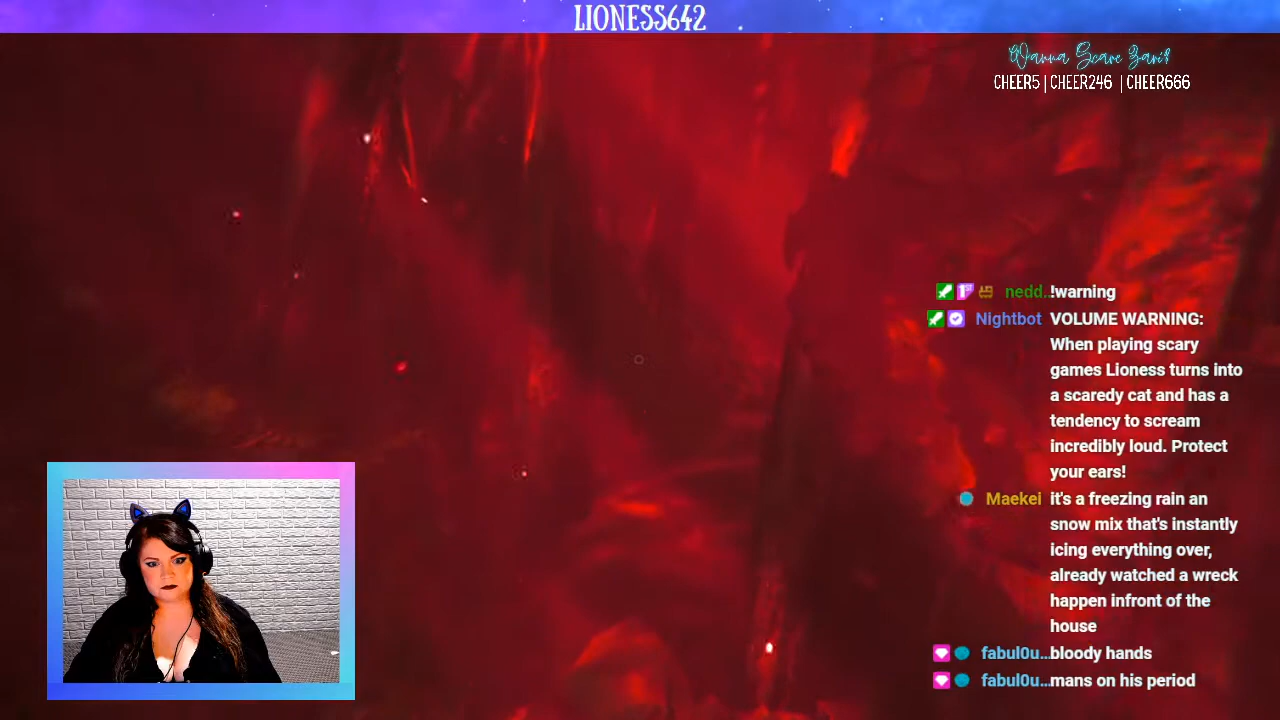 LIONESS642
Wanna Scare Zari?
CHEER5 | CHEER246 | CHEER666
nedd.. !warning
Nightbot VOLUME WARNING:
When playing scary
games Lioness turns into
a scaredy cat and has a
tendency to scream
incredibly loud. Protect
your ears!
Maekei it's a freezing rain an
snow mix that's instantly
icing everything over,
already watched a wreck
happen infront of the
house
fabul0u... bloody hands
fabul0u... mans on his period